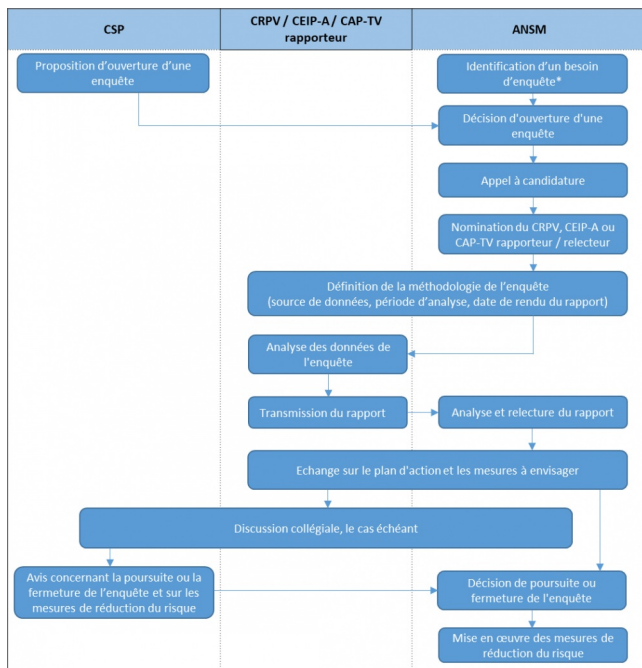 CSP
CRPV / CEIP-A / CAP-TV
rapporteur
ANSM
Proposition d'ouverture d'une
enquête
Identification d'un besoin
d'enquête*
Décision d'ouverture d'une
enquête
Appel à candidature
Nomination du CRPV, CEIP-A ou
CAP-TV rapporteur / relecteur
Définition de la méthodologie de l'enquête
(source de données, période d'analyse, date de rendu du rapport)
Analyse des données de
l'enquête
Transmission du rapport
Analyse et relecture du rapport
Echange sur le plan d'action et les mesures à envisager
Discussion collégiale, le cas échéant
Avis concernant la poursuite ou la
fermeture de l'enquête et sur les
mesures de réduction du risque
Décision de poursuite ou
fermeture de l'enquête
Mise en œuvre des mesures de
réduction du risque